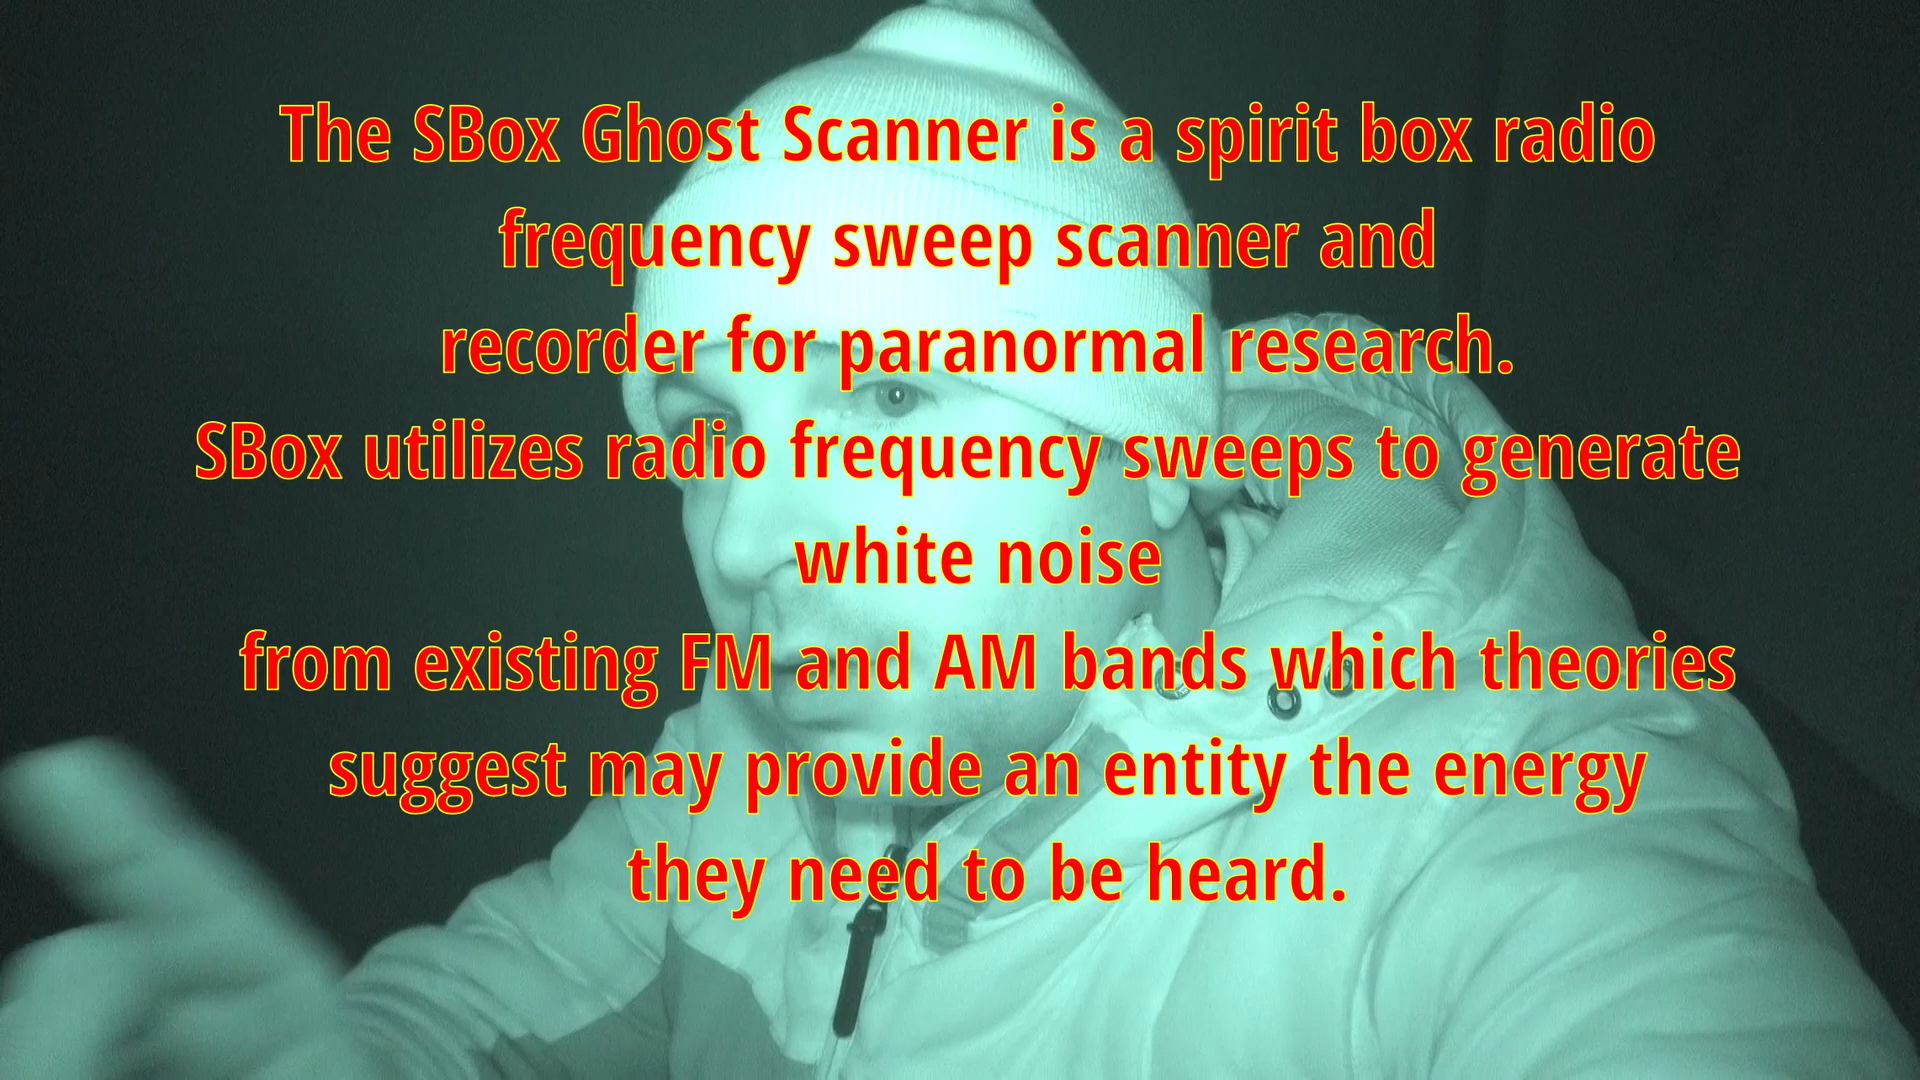 The SBox Ghost Scanner is a spirit box radio
frequency sweep scanner and
recorder for paranormal research.
SBox utilizes radio frequency sweeps to generate
white noise
from existing FM and AM bands which theories
suggest may provide an entity the energy
they need to be heard.